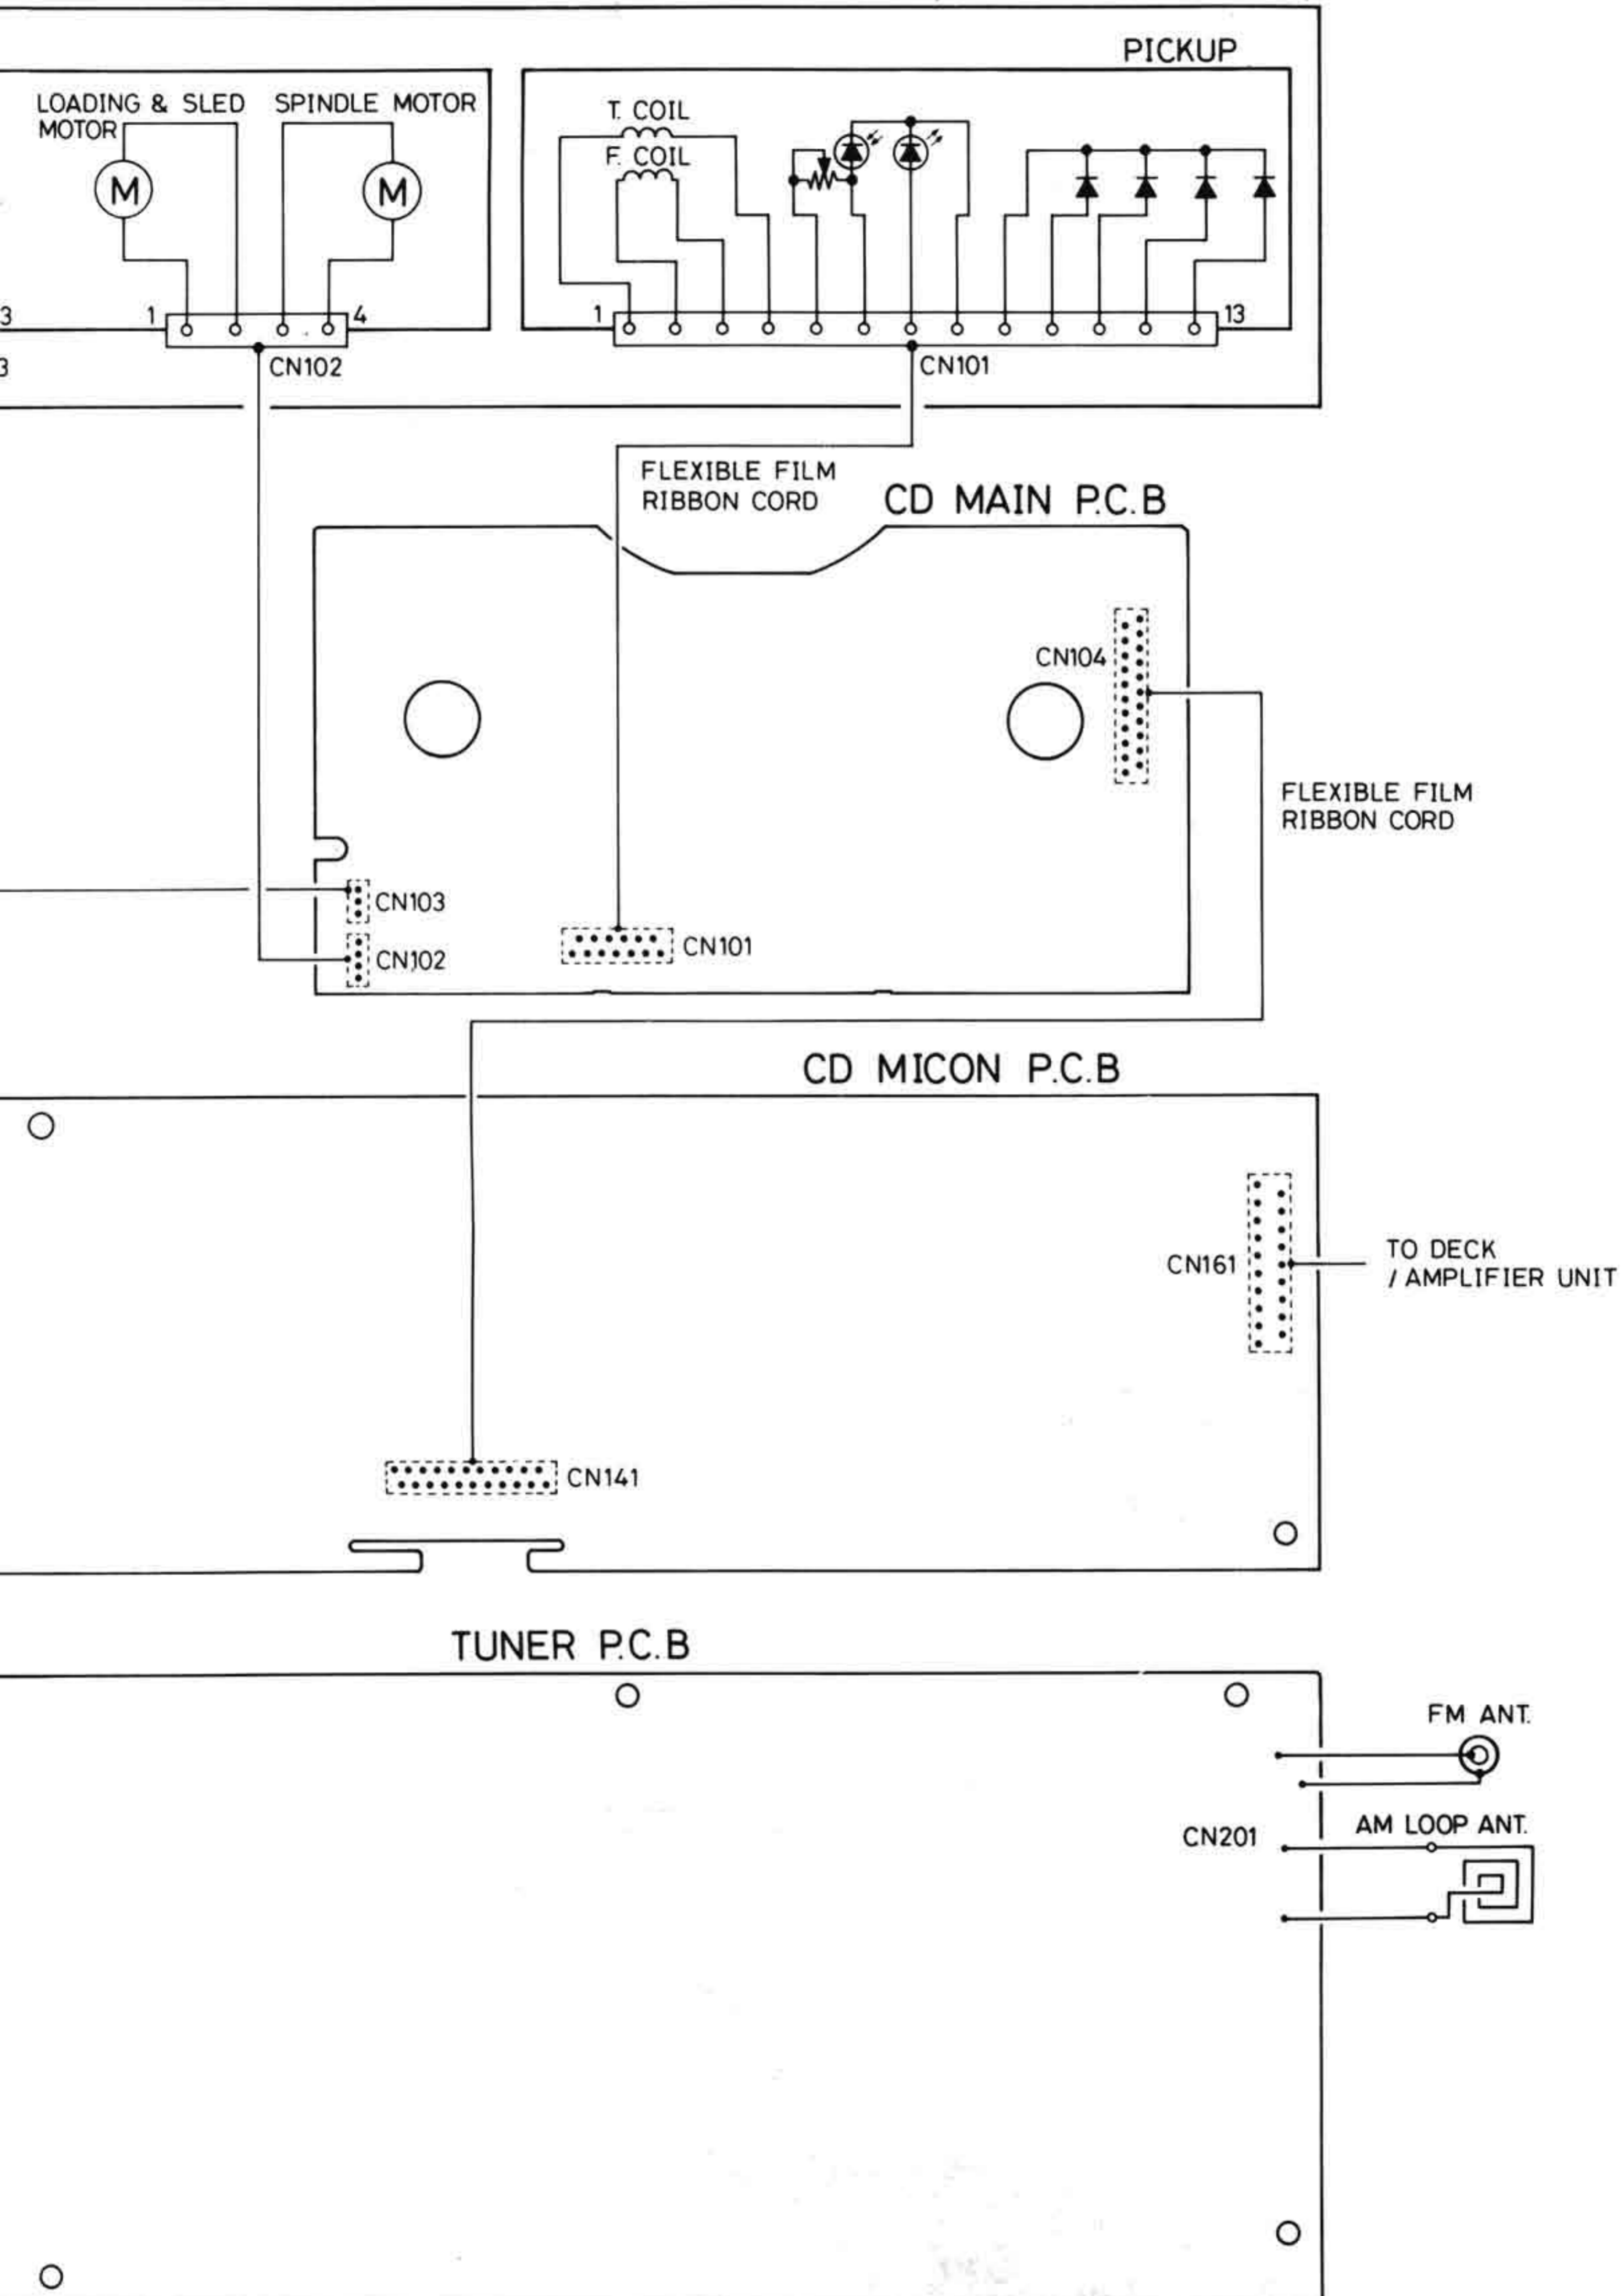 PICKUP
LOADING & SLED
MOTOR
SPINDLE MOTOR
T. COIL
F. COIL
M
M
3
1
4
1
13
3
CN102
CN101
FLEXIBLE FILM
RIBBON CORD
CD MAIN P.C.B
CN104
FLEXIBLE FILM
RIBBON CORD
CN103
CN101
CN102
CD MICON P.C.B
CN161
TO DECK
/ AMPLIFIER UNIT
CN141
TUNER P.C.B
FM ANT.
CN201
AM LOOP ANT.